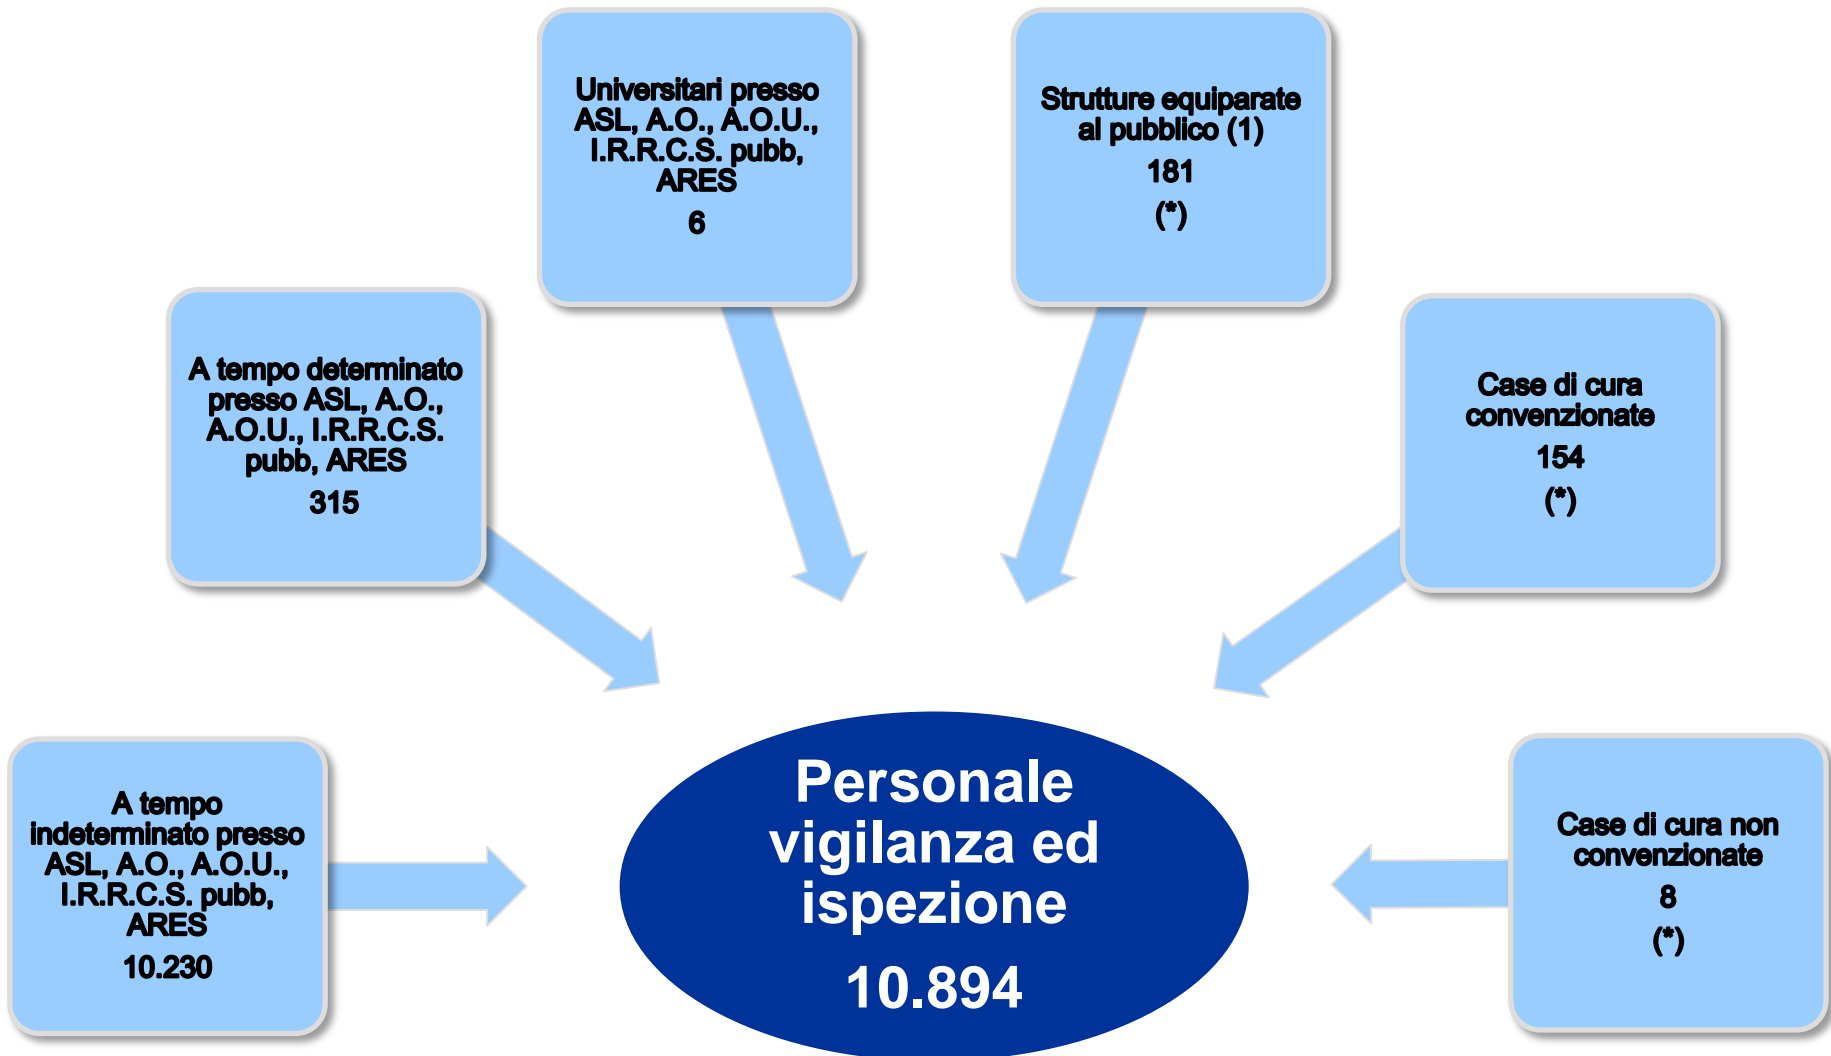 Universitari presso
ASL, A.O., A.O.U.,
I.R.R.C.S. pubb,
ARES
6
Strutture equiparate
al pubblico (1)
181
(*)
A tempo determinato
presso ASL, A.O.,
A.O.U., I.R.R.C.S.
pubb, ARES
315
Case di cura
convenzionate
154
(*)
A tempo
indeterminato presso
ASL, A.O., A.O.U.,
I.R.R.C.S. pubb,
ARES
10.230
Personale
vigilanza ed
ispezione
10.894
Case di cura non
convenzionate
8
(*)